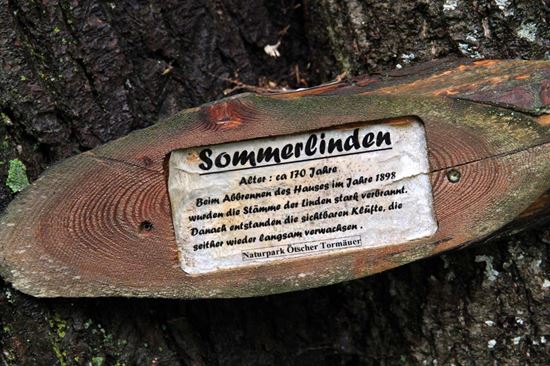 Sommerlinden
Alter : ca 170 Jahre
Beim Abbrennen des Hauses im Jahre 1898
wurden die Stämme der linden stark verbrannt.
Danach entstanden die sichtbaren Klüfte, die
seither wieder langsam verwachsen .
Naturpark Ötscher Tormäuer